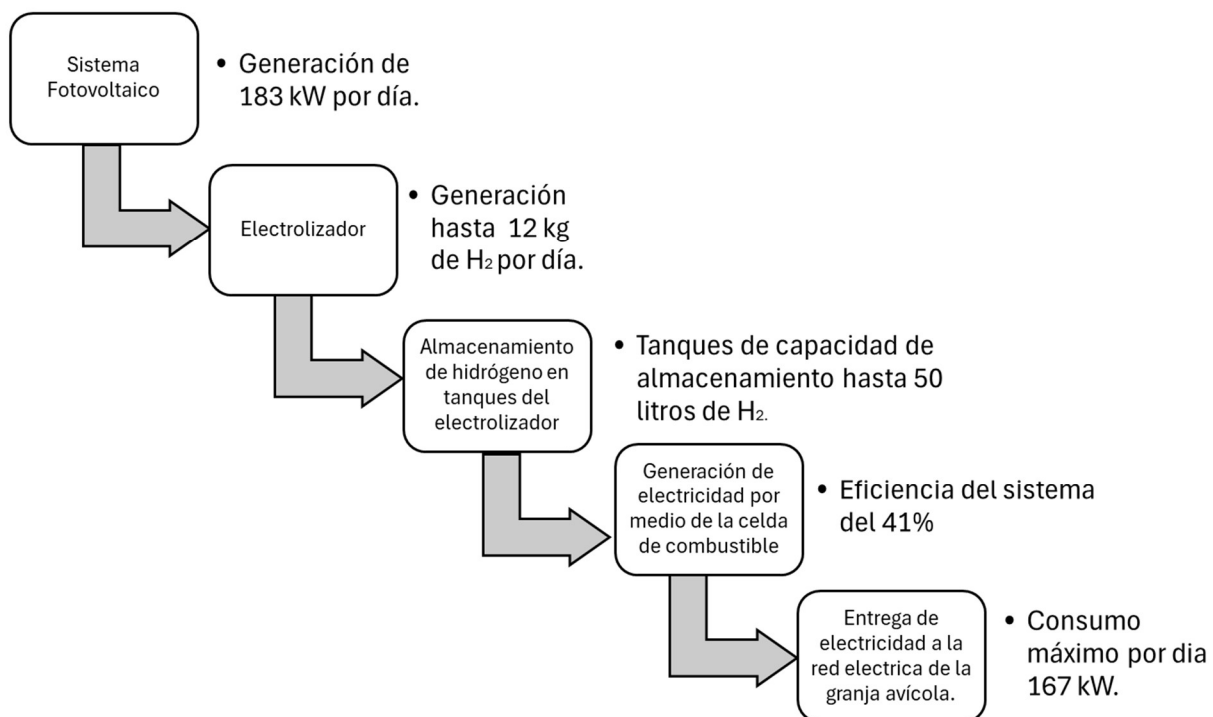 Sistema
Fotovoltaico
• Generación de
183 kW por día.
Electrolizador
• Generación
hasta 12 kg
de H₂ por día.
Almacenamiento
de hidrógeno en
tanques del
electrolizador
• Tanques de capacidad de
almacenamiento hasta 50
litros de H₂.
Generación de
electricidad por
medio de la celda
de combustible
• Eficiencia del sistema
del 41%
Entrega de
electricidad a la
red electrica de la
granja avícola.
• Consumo
máximo por dia
167 kW.